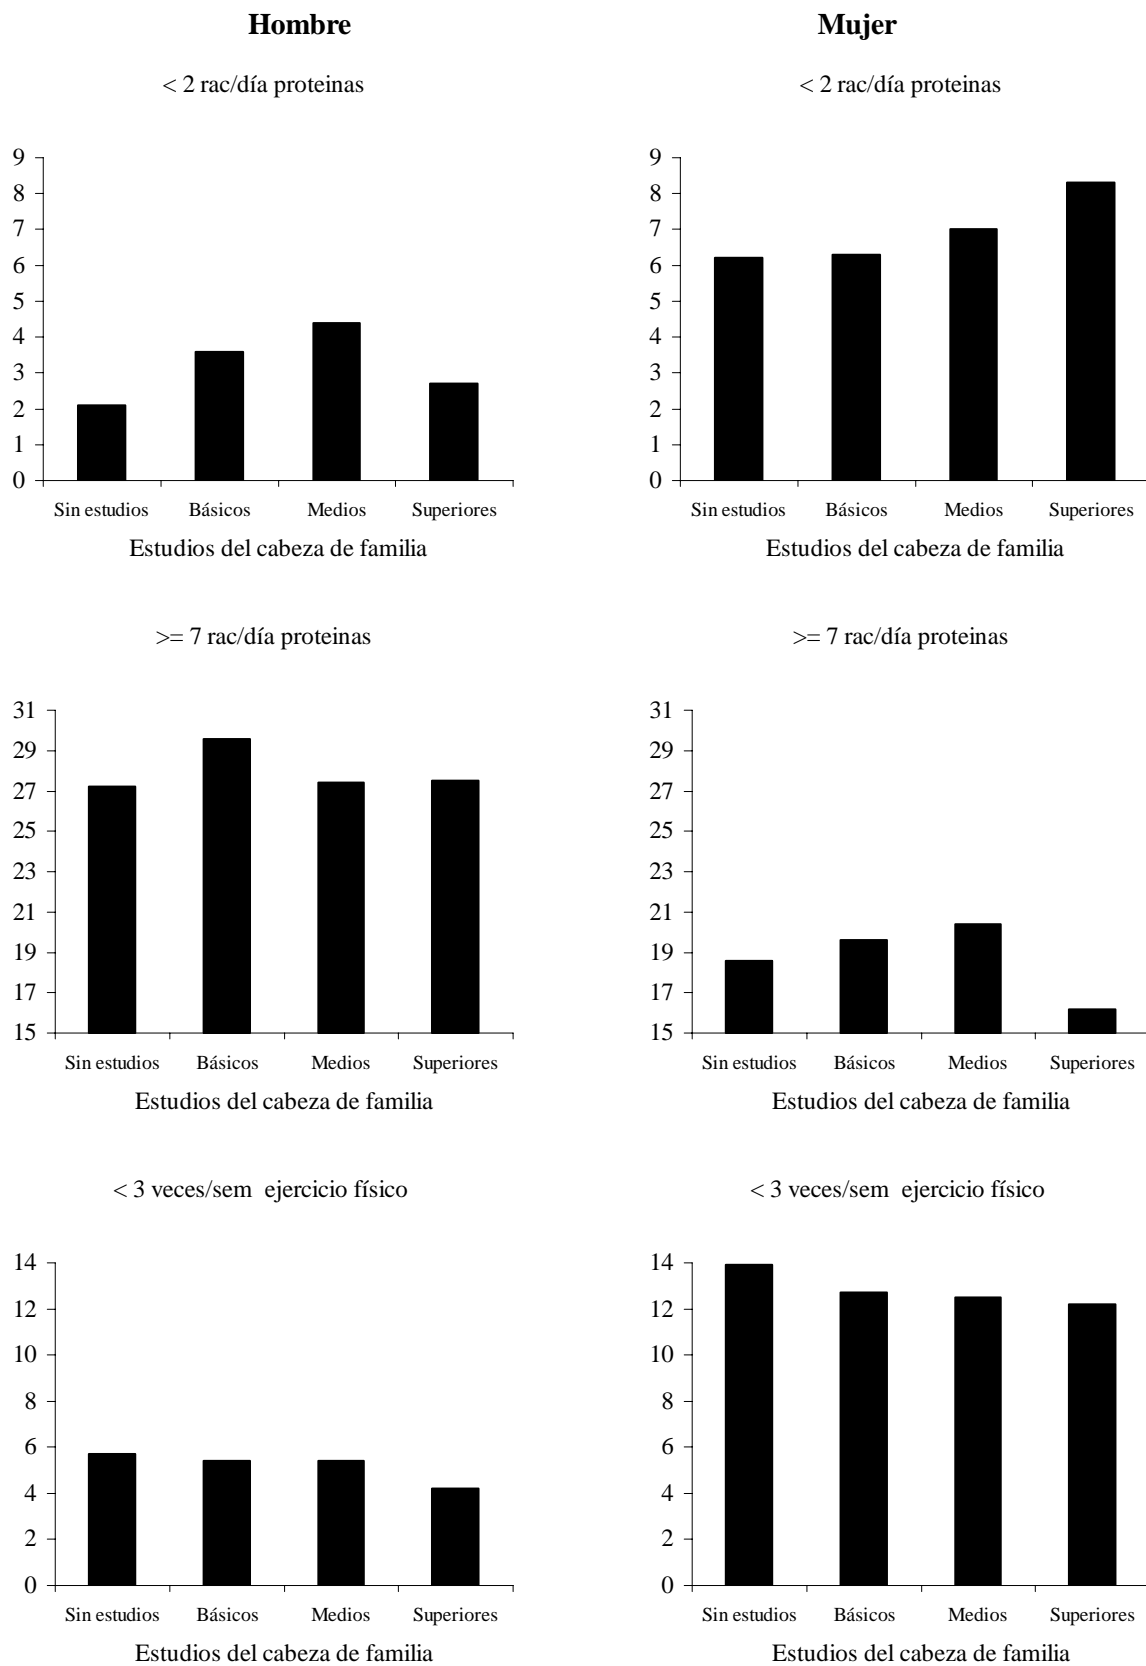 Hombre
Mujer
< 2 rac/día proteinas
< 2 rac/día proteinas
9
8
7
6
5
4
3
2
1
0
Sin estudios Básicos Medios Superiores
Estudios del cabeza de familia
9
8
7
6
5
4
3
2
1
0
Sin estudios Básicos Medios Superiores
Estudios del cabeza de familia
>= 7 rac/día proteinas
>= 7 rac/día proteinas
31
29
27
25
23
21
19
17
15
Sin estudios Básicos Medios Superiores
Estudios del cabeza de familia
31
29
27
25
23
21
19
17
15
Sin estudios Básicos Medios Superiores
Estudios del cabeza de familia
< 3 veces/sem ejercicio físico
< 3 veces/sem ejercicio físico
14
12
10
8
6
4
2
0
Sin estudios Básicos Medios Superiores
Estudios del cabeza de familia
14
12
10
8
6
4
2
0
Sin estudios Básicos Medios Superiores
Estudios del cabeza de familia